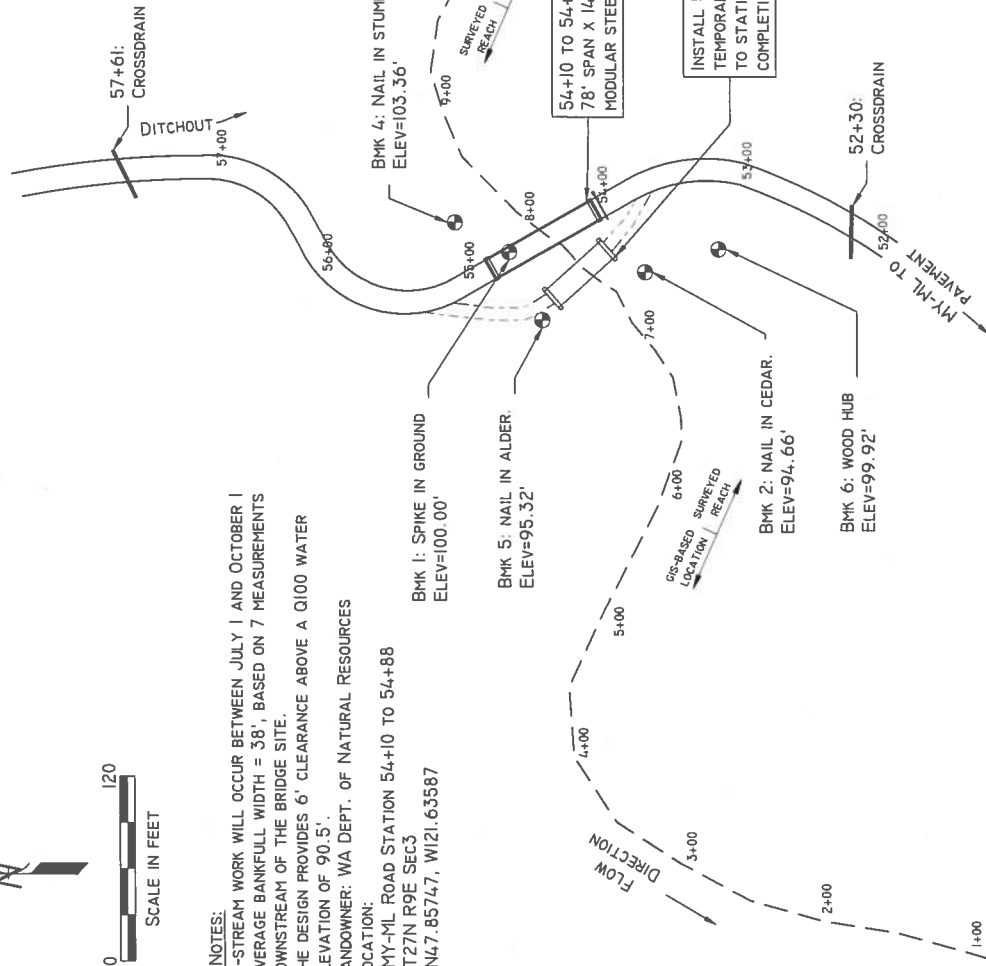 57+61:
CROSSDRAIN
DITCHOUT
57+00
SURVEYED
REACH
9+00
BMK 4: NAIL IN STUM
ELEV=103.36'
56+00
55+00
8+00
54+00
54+10 TO 54+
78' SPAN X 14
MODULAR STEE
INSTALL
TEMPORA
TO STATI
COMPLETI
53+00
52+30:
CROSSDRAIN
52+00
MY-ML TO
PAVEMENT
0 120
SCALE IN FEET
NOTES:
-STREAM WORK WILL OCCUR BETWEEN JULY 1 AND OCTOBER 1
VERAGE BANKFULL WIDTH = 38', BASED ON 7 MEASUREMENTS
OWNSTREAM OF THE BRIDGE SITE.
HE DESIGN PROVIDES 6' CLEARANCE ABOVE A Q100 WATER
LEVATION OF 90.5'.
ANDOWNER: WA DEPT. OF NATURAL RESOURCES
OCATION:
MY-ML ROAD STATION 54+10 TO 54+88
T27N R9E SEC3
N47.85747, W121.63587
BMK 1: SPIKE IN GROUND
ELEV=100.00'
BMK 5: NAIL IN ALDER.
ELEV=95.32'
7+00
6+00
GIS-BASED
LOCATION
SURVEYED
REACH
BMK 2: NAIL IN CEDAR.
ELEV=94.66'
BMK 6: WOOD HUB
ELEV=99.92'
5+00
4+00
FLOW
DIRECTION
3+00
2+00
1+00